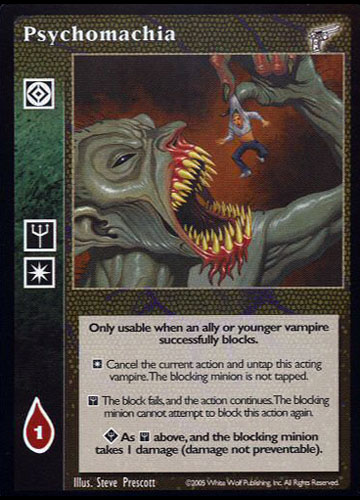 Psychomachia
Only usable when an ally or younger vampire
successfully blocks.
Cancel the current action and untap this acting
vampire. The blocking minion is not tapped.
The block fails, and the action continues. The blocking
minion cannot attempt to block this action again.
As above, and the blocking minion
takes 1 damage (damage not preventable).
1
©2005 White Wolf Publishing, Inc. All Rights Reserved.
Illus. Steve Prescott